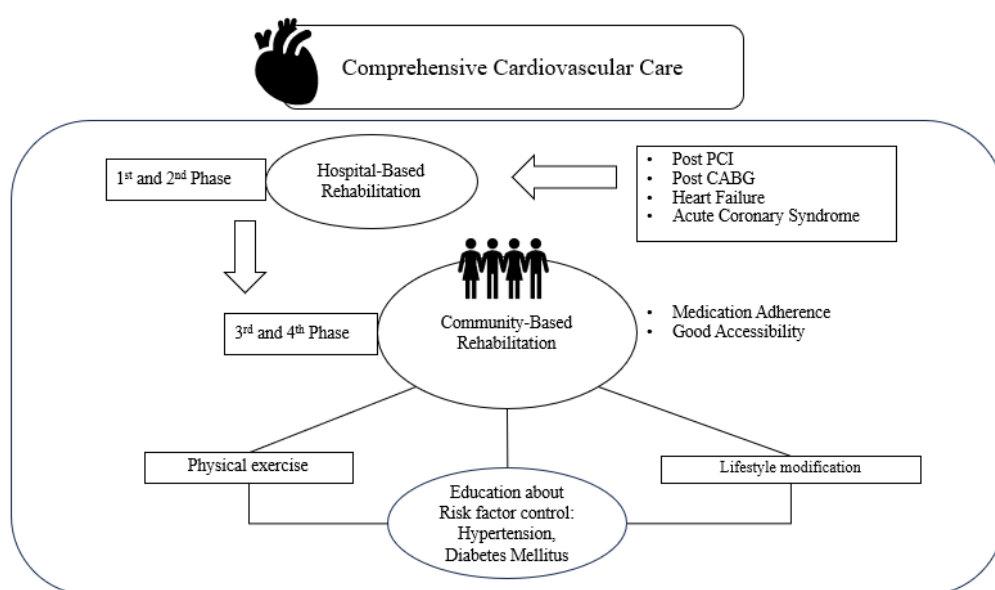 Comprehensive Cardiovascular Care
1st and 2nd Phase
Hospital-Based
Rehabilitation
• Post PCI
• Post CABG
• Heart Failure
• Acute Coronary Syndrome
3rd and 4th Phase
Community-Based
Rehabilitation
• Medication Adherence
• Good Accessibility
Physical exercise
Lifestyle modification
Education about
Risk factor control:
Hypertension,
Diabetes Mellitus